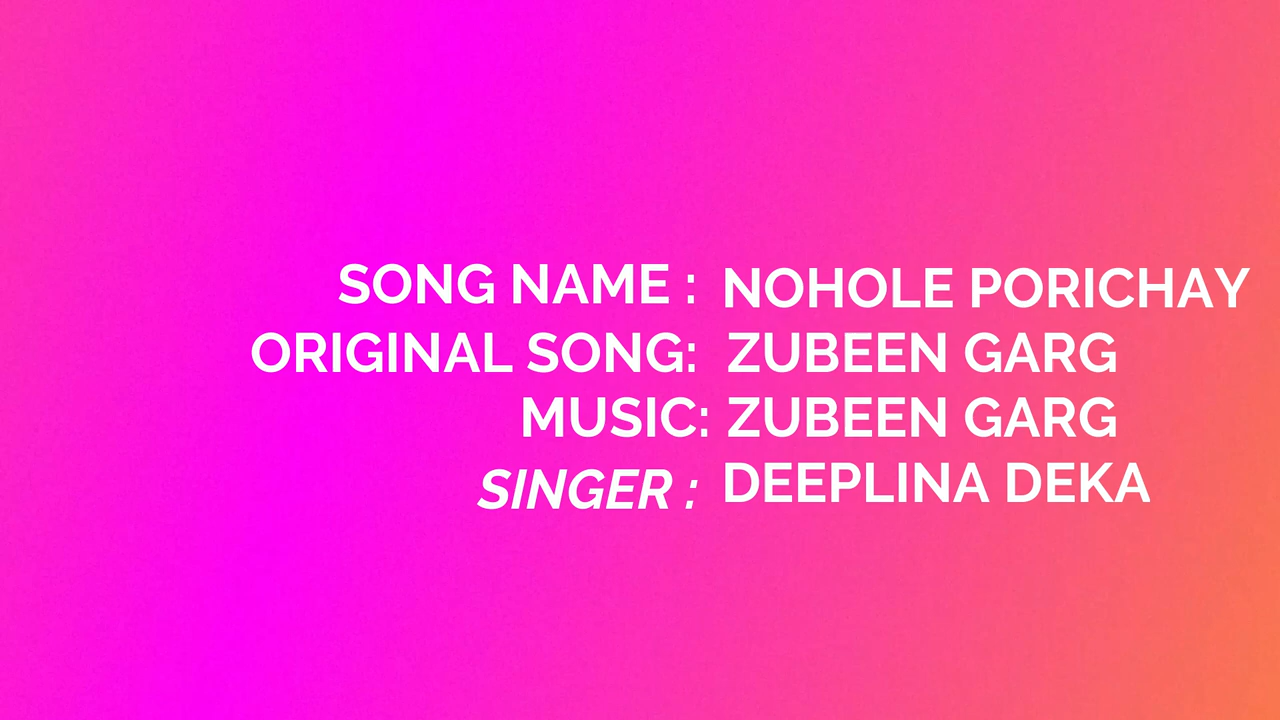 SONG NAME : NOHOLE PORICHAY
ORIGINAL SONG: ZUBEEN GARG
MUSIC: ZUBEEN GARG
SINGER : DEEPLINA DEKA